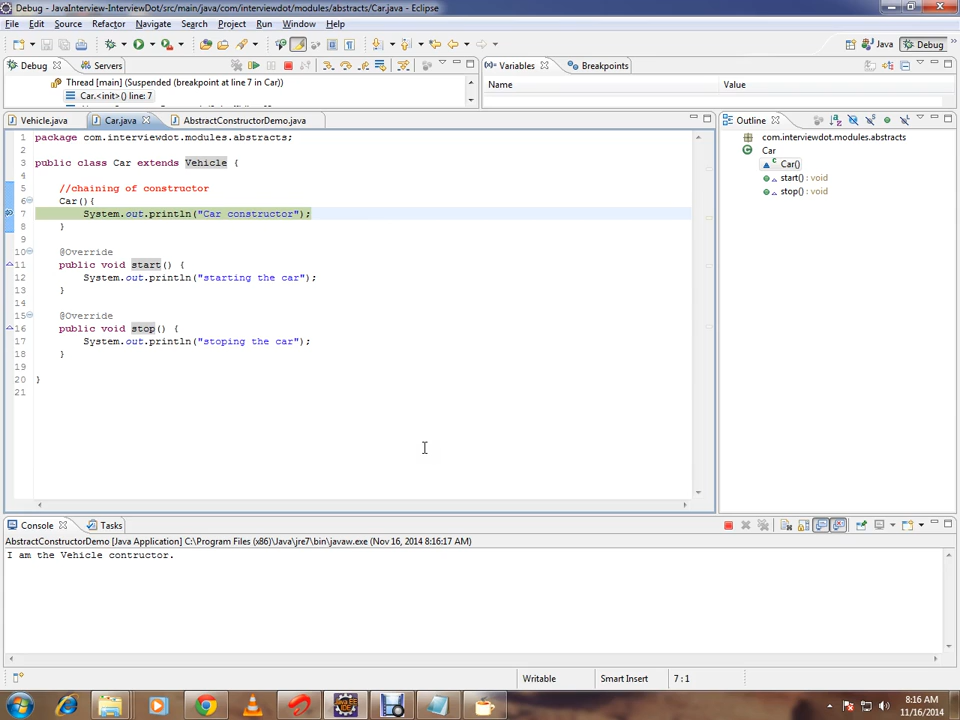 Debug - JavaInterview-InterviewDot/src/main/java/com/interviewdot/modules/abstracts/Car.java - Eclipse
File Edit Source Refactor Navigate Search Project Run Window Help
Java Debug
Debug Servers Variables Breakpoints
Thread [main] (Suspended (breakpoint at line 7 in Car))
Car.<init>() line: 7
Name Value
Vehicle.java Car.java AbstractConstructorDemo.java Outline
1 package com.interviewdot.modules.abstracts;
2
3 public class Car extends Vehicle {
4
5 //chaining of constructor
6 Car(){
7 System.out.println("Car constructor");
8 }
9
10 @Override
11 public void start() {
12 System.out.println("starting the car");
13 }
14
15 @Override
16 public void stop() {
17 System.out.println("stoping the car");
18 }
19
20 }
21
com.interviewdot.modules.abstracts
Car
Car()
start() : void
stop() : void
Console Tasks
AbstractConstructorDemo [Java Application] C:\Program Files (x86)\Java\jre7\bin\javaw.exe (Nov 16, 2014 8:16:17 AM)
I am the Vehicle contructor.
Writable Smart Insert 7 : 1
8:16 AM
11/16/2014